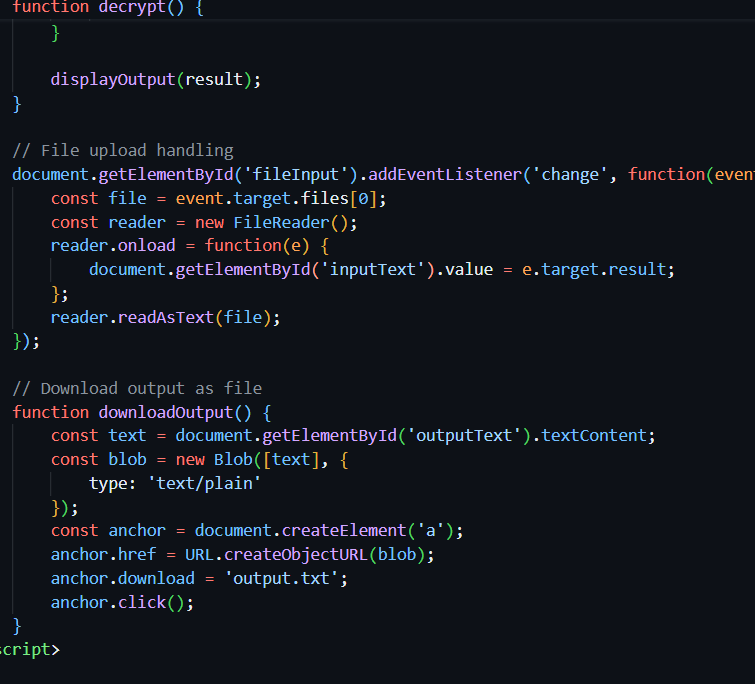 function decrypt() {
}
displayOutput(result);
}
// File upload handling
document.getElementById('fileInput').addEventListener('change', function(even
const file = event.target.files[0];
const reader = new FileReader();
reader.onload = function(e) {
document.getElementById('inputText').value = e.target.result;
};
reader.readAsText(file);
});
// Download output as file
function downloadOutput() {
const text = document.getElementById('outputText').textContent;
const blob = new Blob([text], {
type: 'text/plain'
});
const anchor = document.createElement('a');
anchor.href = URL.createObjectURL(blob);
anchor.download = 'output.txt';
anchor.click();
}
script>